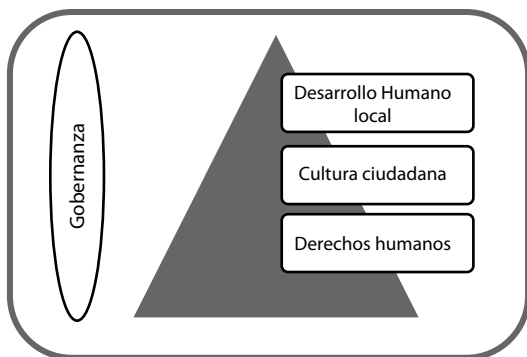 Gobernanza
Desarrollo Humano
local
Cultura ciudadana
Derechos humanos